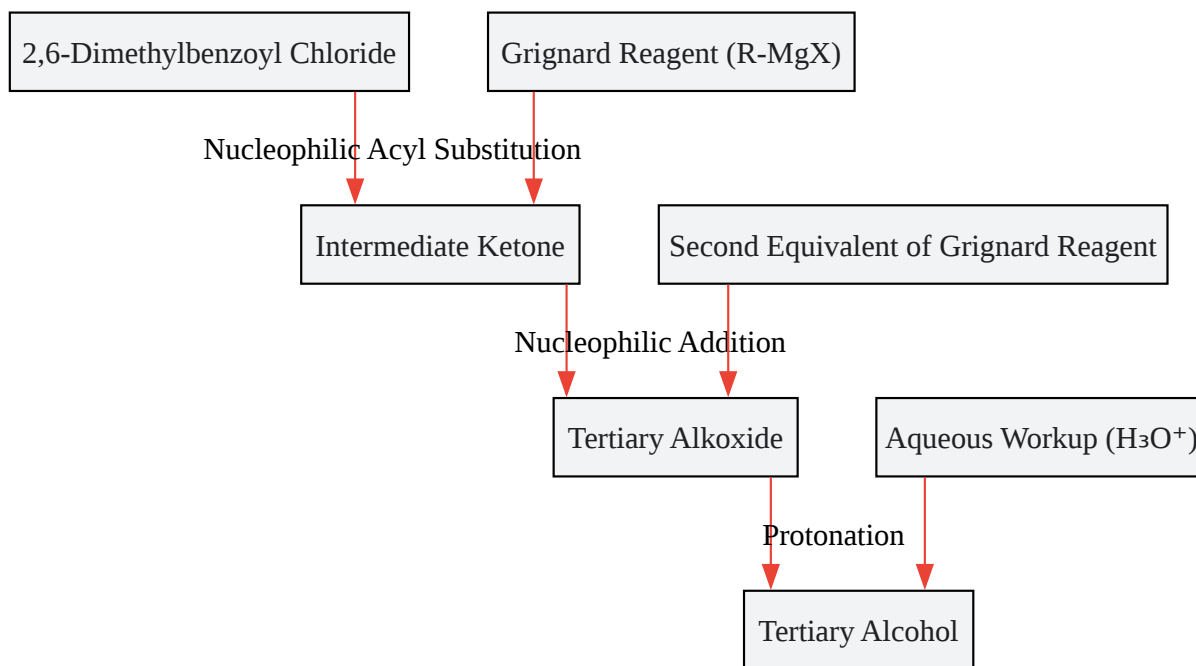 2,6-Dimethylbenzoyl Chloride
Grignard Reagent (R-MgX)
Nucleophilic Acyl Substitution
Intermediate Ketone
Second Equivalent of Grignard Reagent
Nucleophilic Addition
Tertiary Alkoxide
Aqueous Workup (H₃O⁺)
Protonation
Tertiary Alcohol